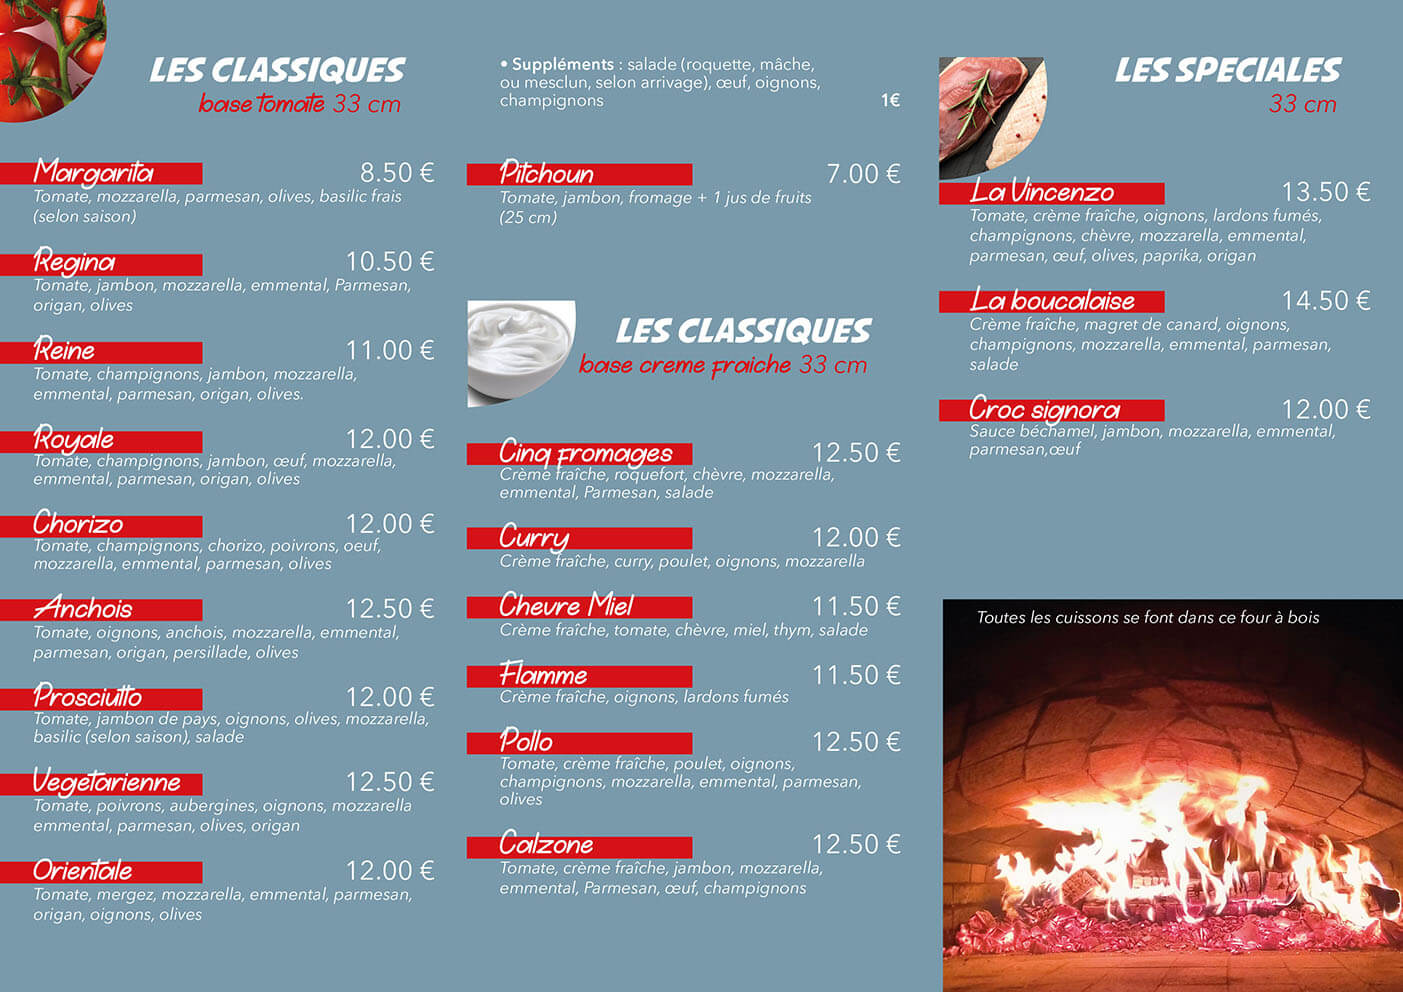 LES CLASSIQUES
base tomate 33 cm
Margarita 8.50 €
Tomate, mozzarella, parmesan, olives, basilic frais
(selon saison)
Regina 10.50 €
Tomate, jambon, mozzarella, emmental, Parmesan,
origan, olives
Reine 11.00 €
Tomate, champignons, jambon, mozzarella,
emmental, parmesan, origan, olives.
Royale 12.00 €
Tomate, champignons, jambon, œuf, mozzarella,
emmental, parmesan, origan, olives
Chorizo 12.00 €
Tomate, champignons, chorizo, poivrons, oeuf,
mozzarella, emmental, parmesan, olives
Anchois 12.50 €
Tomate, oignons, anchois, mozzarella, emmental,
parmesan, origan, persillade, olives
Prosciutto 12.00 €
Tomate, jambon de pays, oignons, olives, mozzarella,
basilic (selon saison), salade
Vegetarienne 12.50 €
Tomate, poivrons, aubergines, oignons, mozzarella
emmental, parmesan, olives, origan
Orientale 12.00 €
Tomate, mergez, mozzarella, emmental, parmesan,
origan, oignons, olives
• Suppléments : salade (roquette, mâche,
ou mesclun, selon arrivage), œuf, oignons,
champignons 1€
Pitchoun 7.00 €
Tomate, jambon, fromage + 1 jus de fruits
(25 cm)
LES CLASSIQUES
base creme fraiche 33 cm
Cinq fromages 12.50 €
Crème fraîche, roquefort, chèvre, mozzarella,
emmental, Parmesan, salade
Curry 12.00 €
Crème fraîche, curry, poulet, oignons, mozzarella
Chevre Miel 11.50 €
Crème fraîche, tomate, chèvre, miel, thym, salade
Flamme 11.50 €
Crème fraîche, oignons, lardons fumés
Pollo 12.50 €
Tomate, crème fraîche, poulet, oignons,
champignons, mozzarella, emmental, parmesan,
olives
Calzone 12.50 €
Tomate, crème fraîche, jambon, mozzarella,
emmental, Parmesan, œuf, champignons
LES SPECIALES
33 cm
La Vincenzo 13.50 €
Tomate, crème fraîche, oignons, lardons fumés,
champignons, chèvre, mozzarella, emmental,
parmesan, œuf, olives, paprika, origan
La boucalaise 14.50 €
Crème fraîche, magret de canard, oignons,
champignons, mozzarella, emmental, parmesan,
salade
Croc signora 12.00 €
Sauce béchamel, jambon, mozzarella, emmental,
parmesan,œuf
Toutes les cuissons se font dans ce four à bois